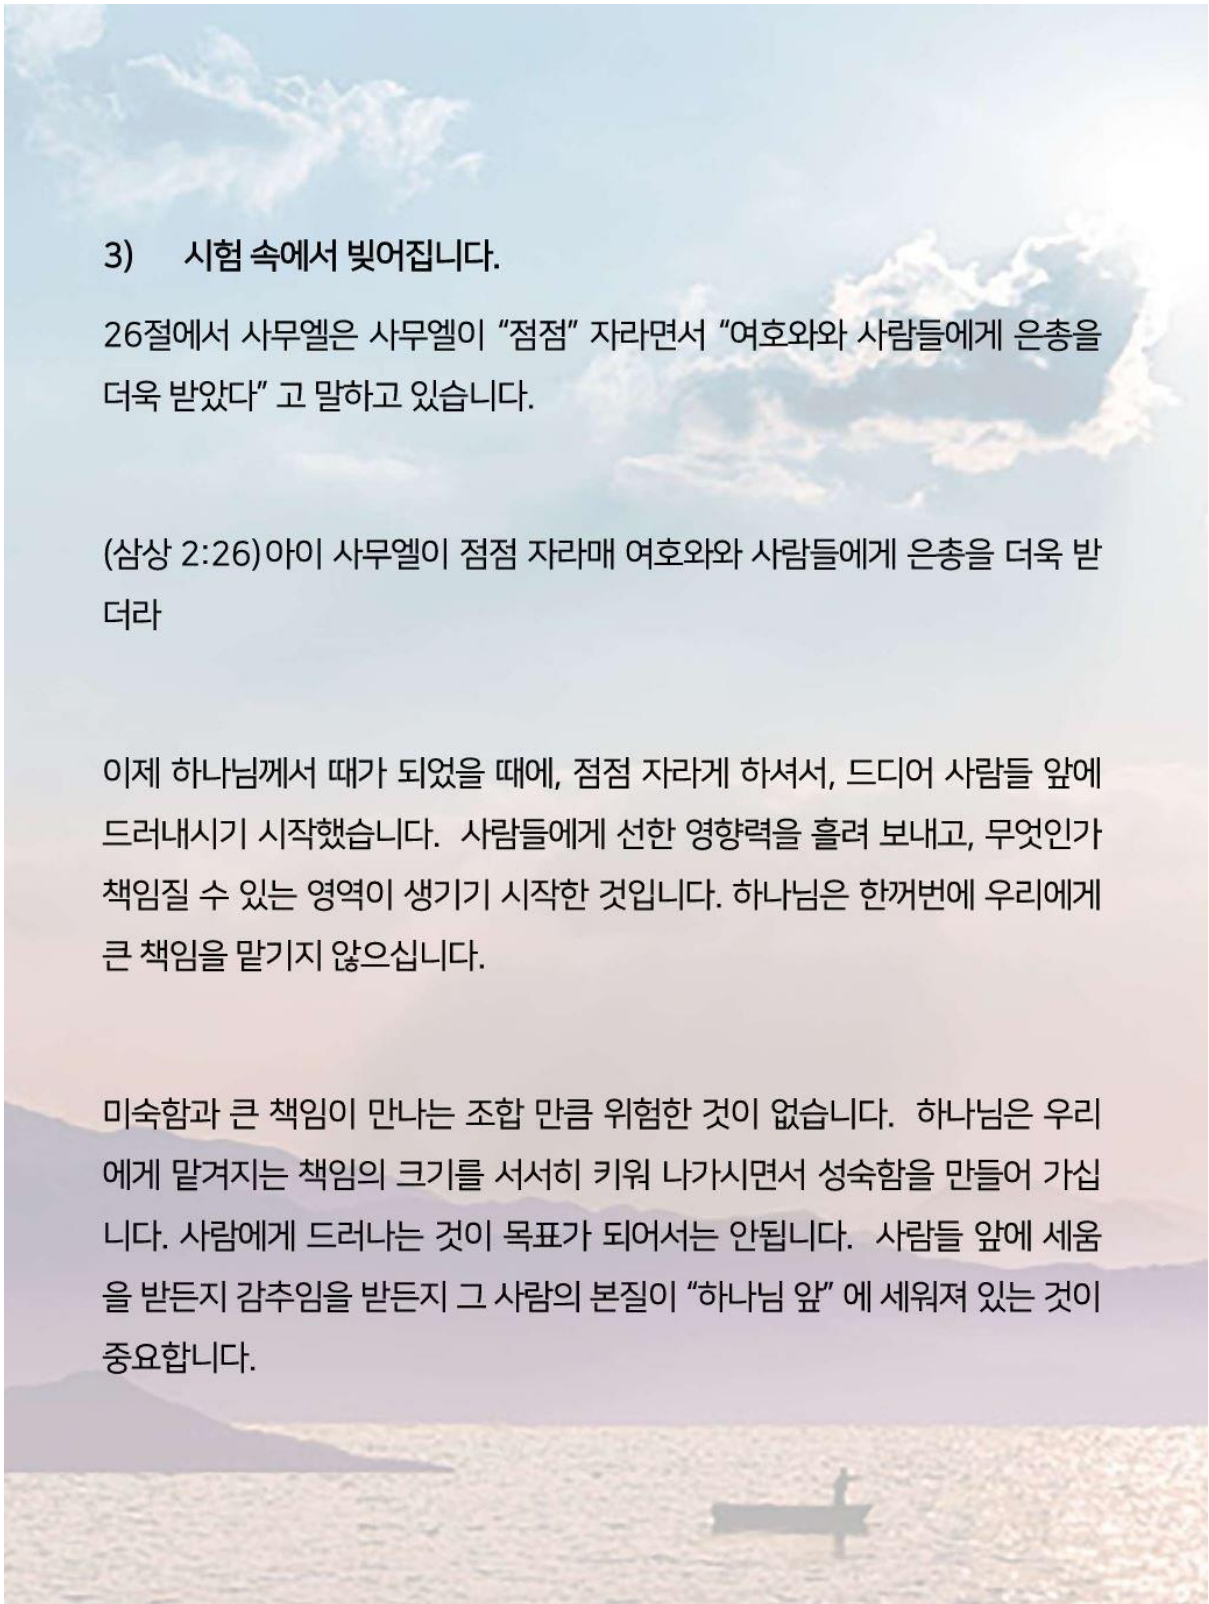 3) 시험 속에서 빚어집니다.
26절에서 사무엘은 사무엘이 “점점” 자라면서 “여호와와 사람들에게 은총을
더욱 받았다” 고 말하고 있습니다.
(삼상 2:26)아이 사무엘이 점점 자라매 여호와와 사람들에게 은총을 더욱 받
더라
이제 하나님께서 때가 되었을 때에, 점점 자라게 하셔서, 드디어 사람들 앞에
드러내시기 시작했습니다.  사람들에게 선한 영향력을 흘려 보내고, 무엇인가
책임질 수 있는 영역이 생기기 시작한 것입니다. 하나님은 한꺼번에 우리에게
큰 책임을 맡기지 않으십니다.
미숙함과 큰 책임이 만나는 조합 만큼 위험한 것이 없습니다.  하나님은 우리
에게 맡겨지는 책임의 크기를 서서히 키워 나가시면서 성숙함을 만들어 가십
니다. 사람에게 드러나는 것이 목표가 되어서는 안됩니다.  사람들 앞에 세움
을 받든지 감추임을 받든지 그 사람의 본질이 “하나님 앞” 에 세워져 있는 것이
중요합니다.